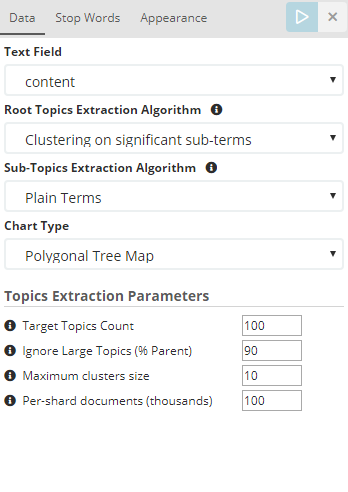 Data Stop Words Appearance
Text Field
content
Root Topics Extraction Algorithm
Clustering on significant sub-terms
Sub-Topics Extraction Algorithm
Plain Terms
Chart Type
Polygonal Tree Map
Topics Extraction Parameters
Target Topics Count 100
Ignore Large Topics (% Parent) 90
Maximum clusters size 10
Per-shard documents (thousands) 100